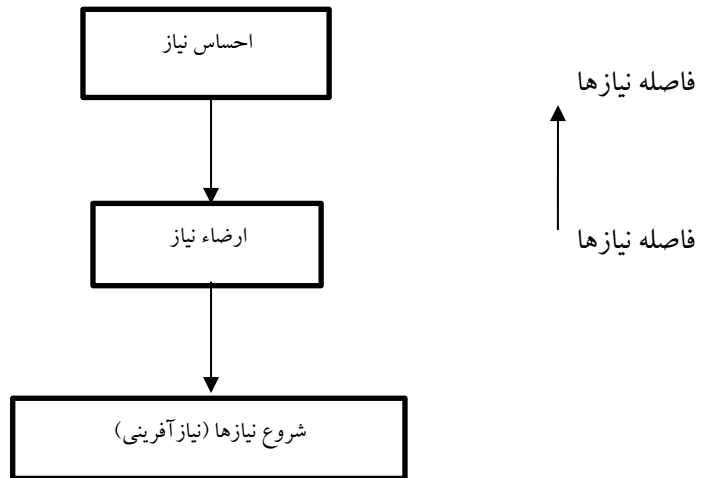 احساس نیاز
فاصله نیازها
ارضاء نیاز
فاصله نیازها
شروع نیازها (نیازآفرینی)